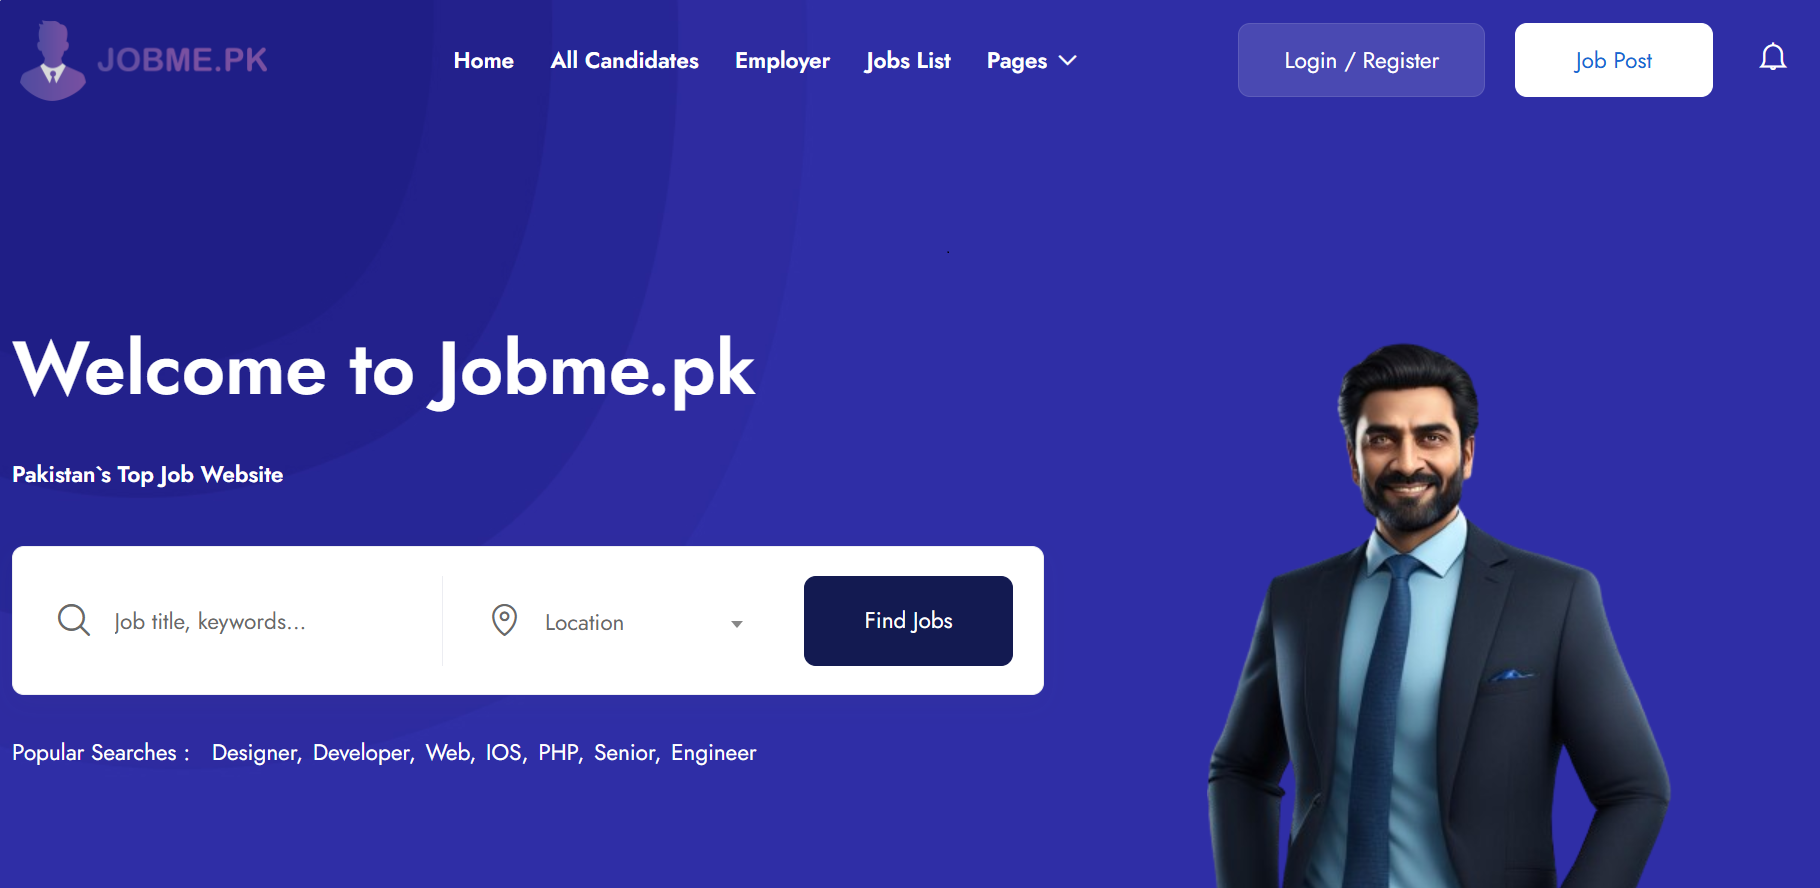 JOBME.PK
Home All Candidates Employer Jobs List Pages
Login / Register
Job Post
Welcome to Jobme.pk
Pakistan`s Top Job Website
Job title, keywords...
Location
Find Jobs
Popular Searches : Designer, Developer, Web, IOS, PHP, Senior, Engineer